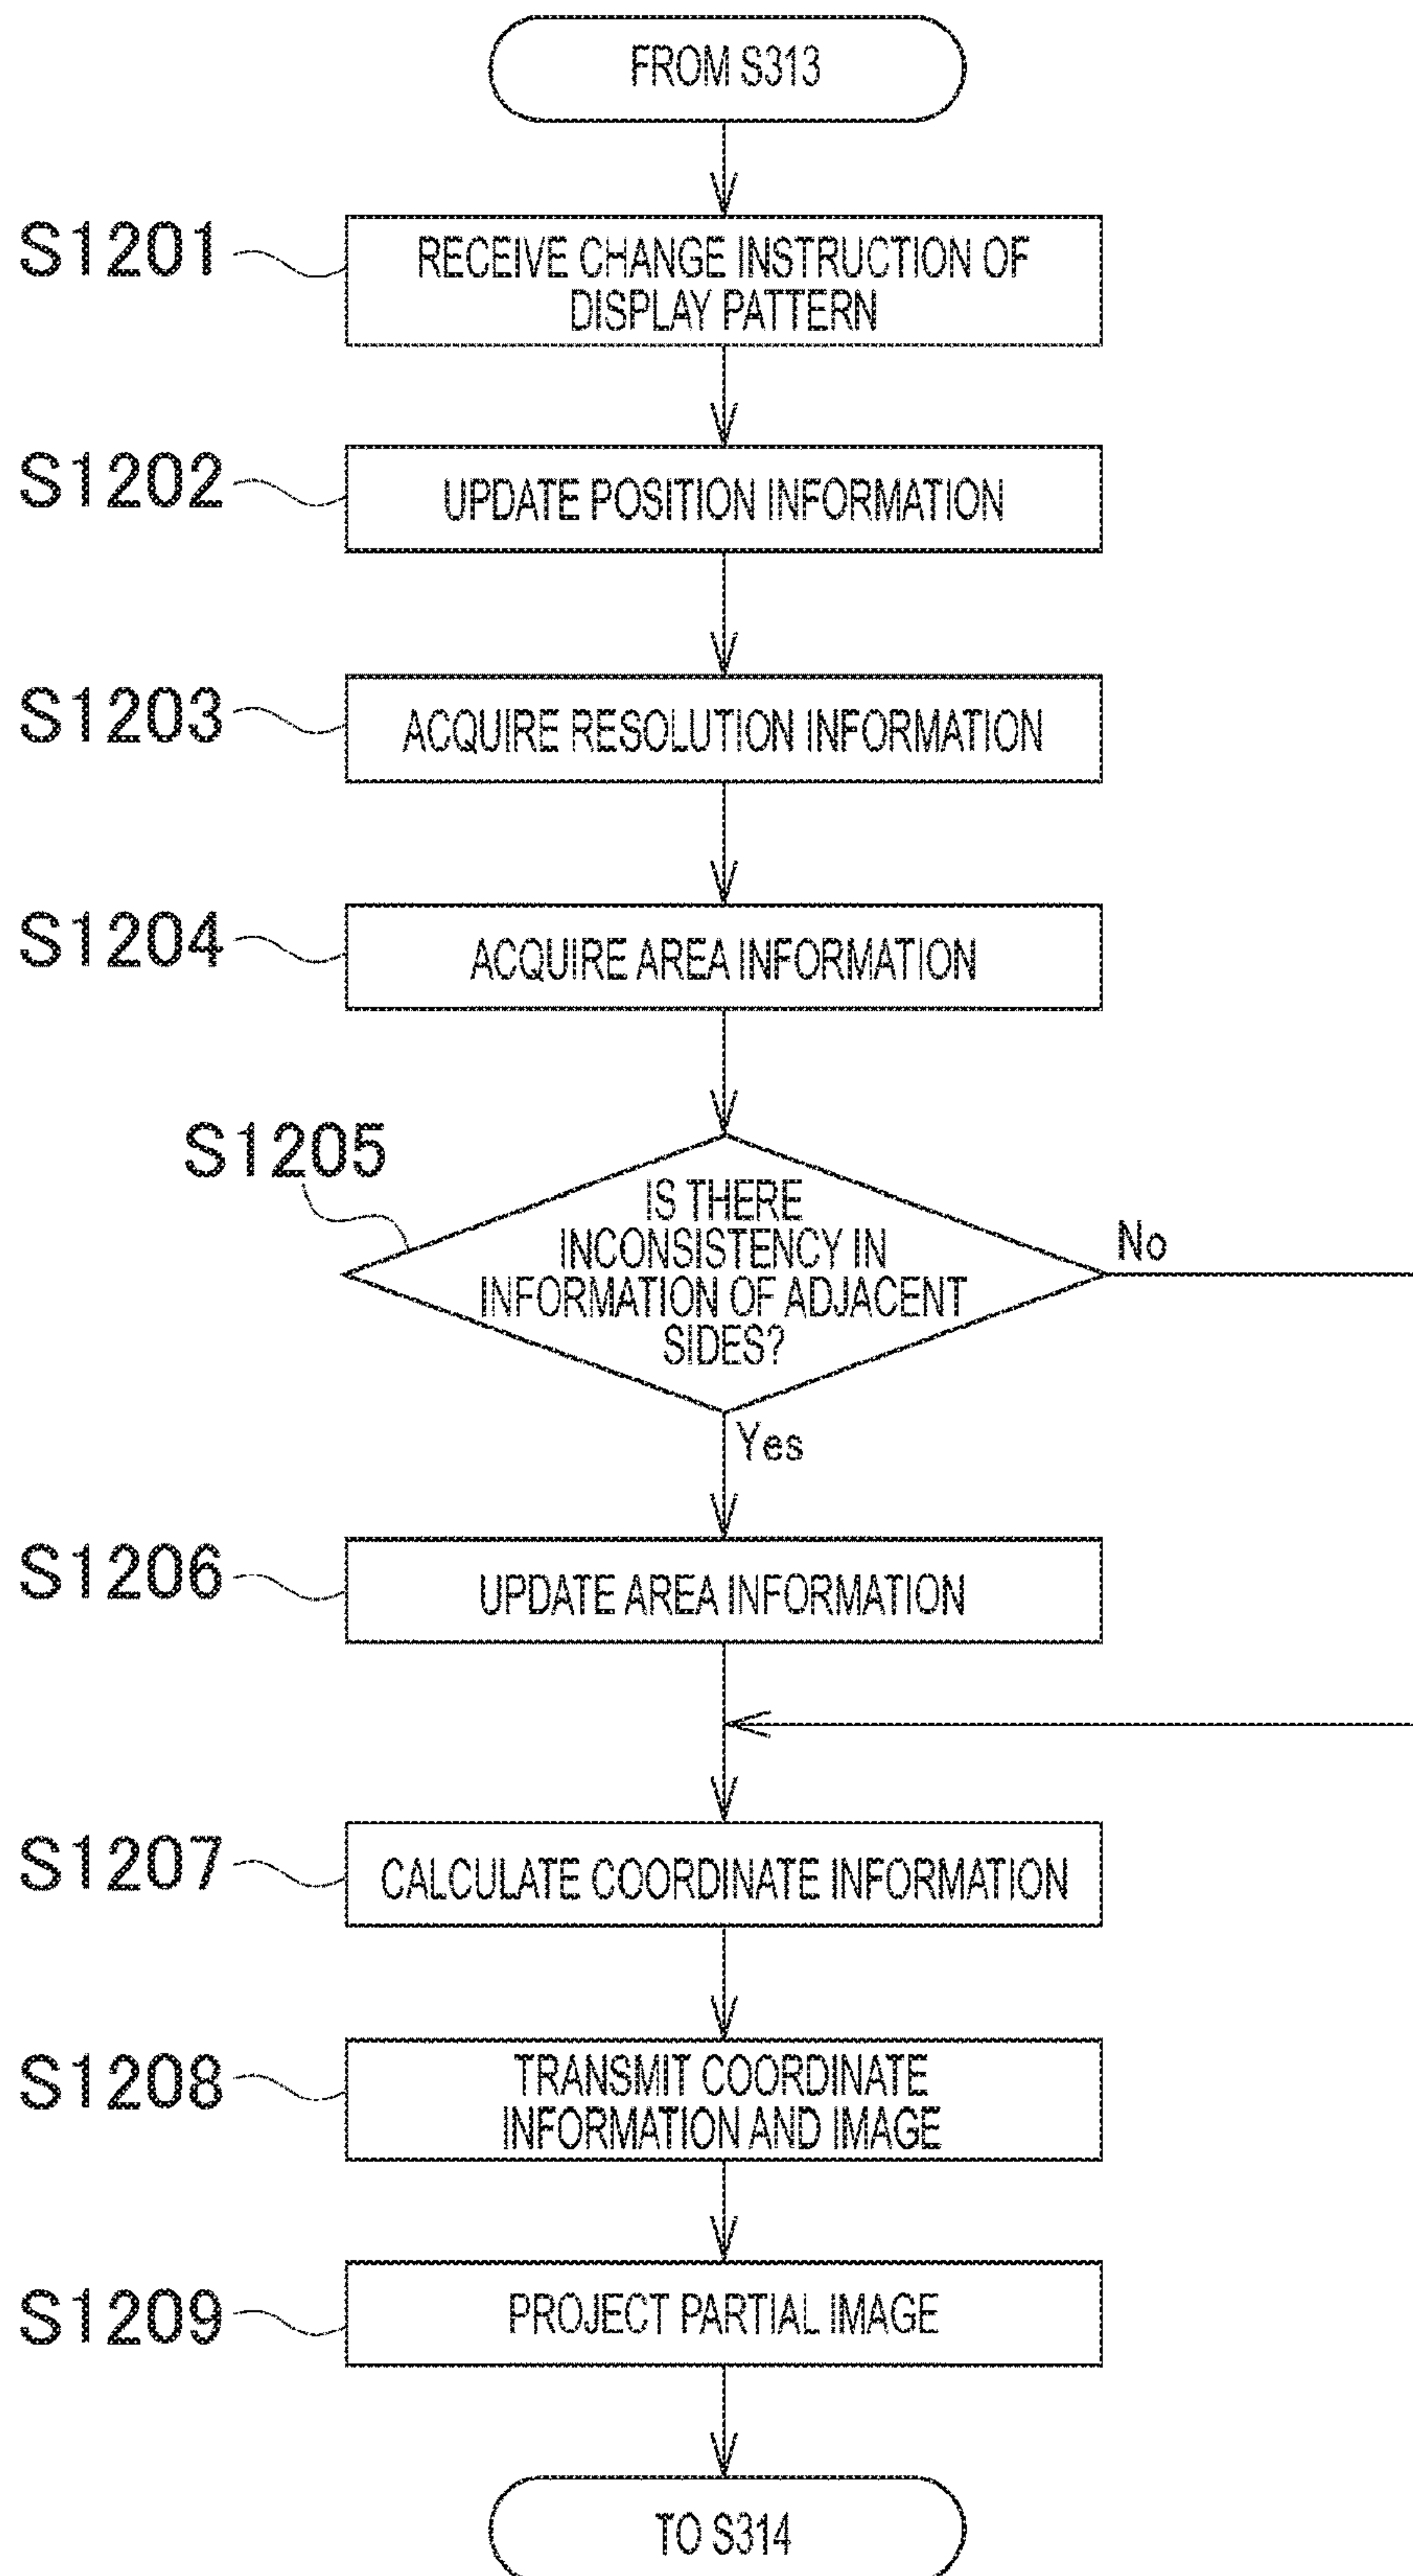 FROM S313
S1201
RECEIVE CHANGE INSTRUCTION OF
DISPLAY PATTERN
S1202
UPDATE POSITION INFORMATION
S1203
ACQUIRE RESOLUTION INFORMATION
S1204
ACQUIRE AREA INFORMATION
S1205
IS THERE
INCONSISTENCY IN
INFORMATION OF ADJACENT
SIDES?
No
Yes
S1206
UPDATE AREA INFORMATION
S1207
CALCULATE COORDINATE INFORMATION
S1208
TRANSMIT COORDINATE
INFORMATION AND IMAGE
S1209
PROJECT PARTIAL IMAGE
TO S314